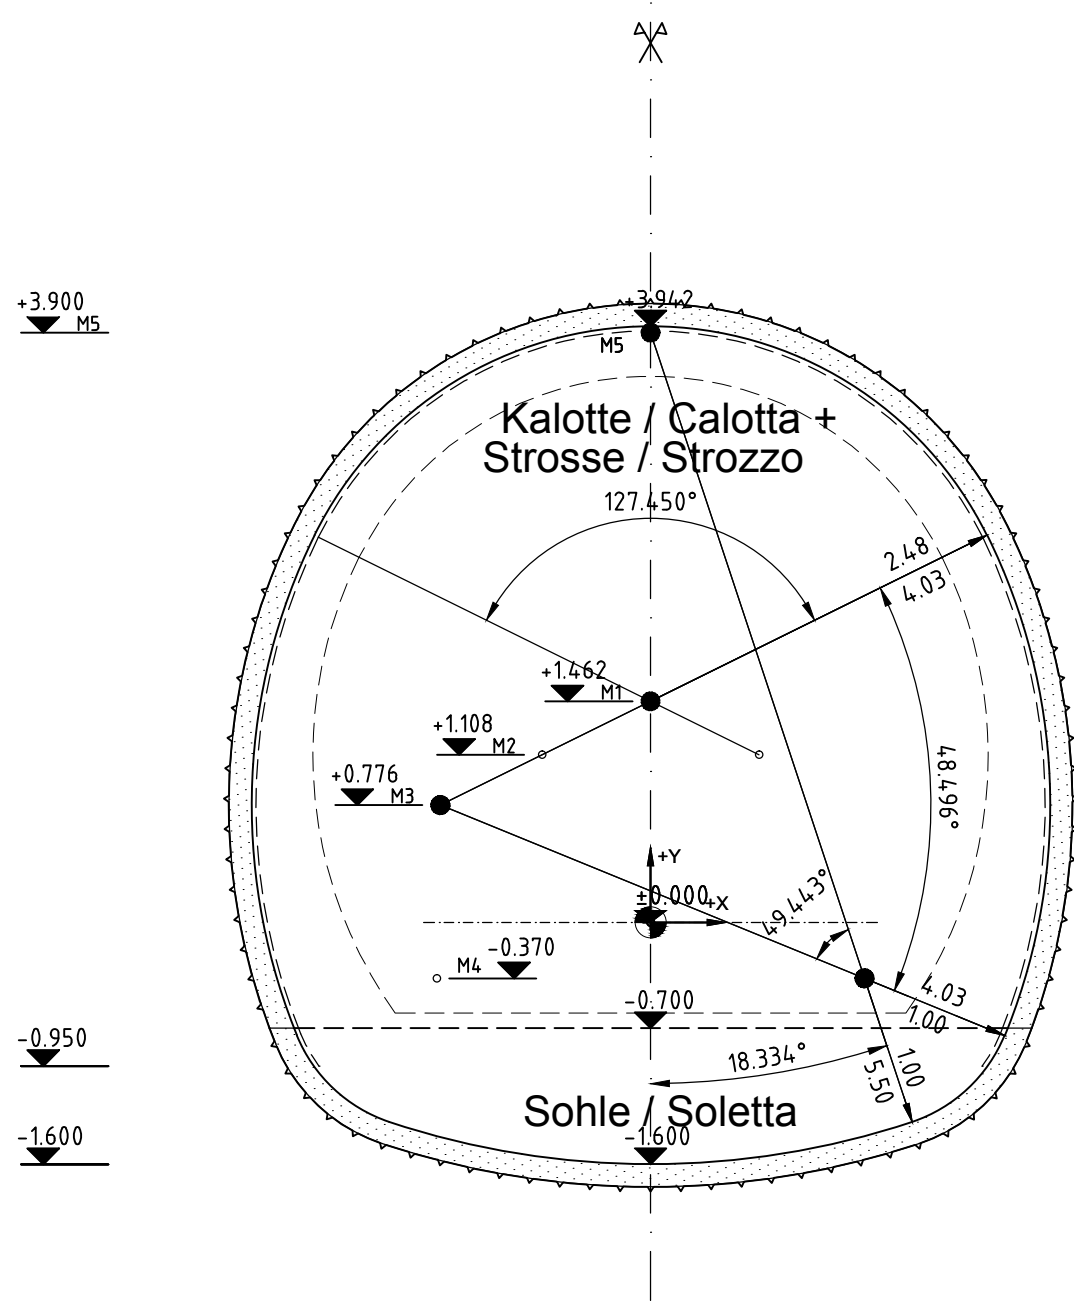 +3.900
M5
+3.942
M5
Kalotte / Calotta +
Strosse / Strozzo
127.450°
2.48
4.03
+1.462
M1
+1.108
M2
+0.776
M3
48.496°
+Y
±0.000
+X
49.443°
M4
-0.370
-0.700
4.03
1.00
-0.950
18.334°
1.00
5.50
Sohle / Soletta
-1.600
-1.600